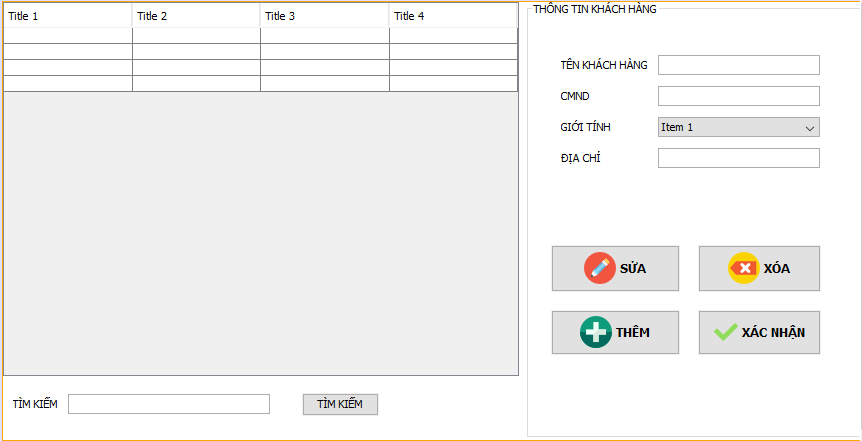 Title 1 Title 2 Title 3 Title 4
THÔNG TIN KHÁCH HÀNG
TÊN KHÁCH HÀNG
CMND
GIỚI TÍNH Item 1
ĐỊA CHỈ
SỬA XÓA
THÊM XÁC NHẬN
TÌM KIẾM TÌM KIẾM